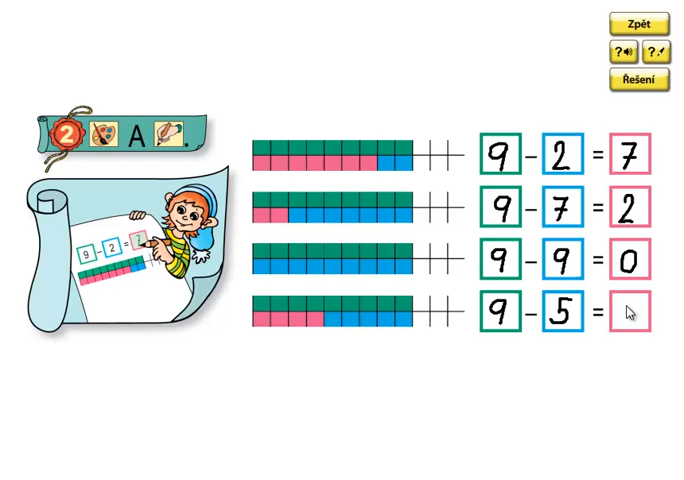 Zpět
?
?
Řešení
2 A .
9 - 2 = 7
9 - 2 = 7
9 - 7 = 2
9 - 9 = 0
9 - 5 =